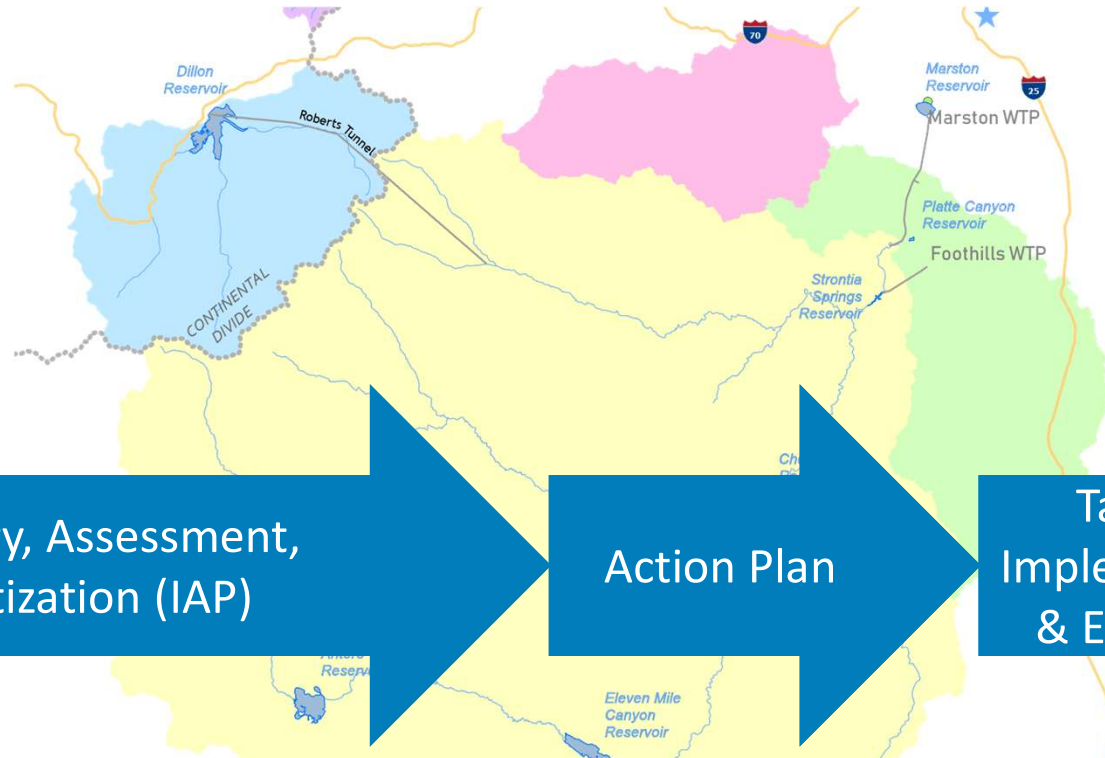 70
Dillon
Reservoir
Marston
Reservoir
25
Roberts Tunnel
Marston WTP
Platte Canyon
Reservoir
Foothills WTP
CONTINENTAL
DIVIDE
Strontia
Springs
Reservoir
Assessment,
(IAP)
Action Plan
&
Eleven Mile
Canyon
Reservoir